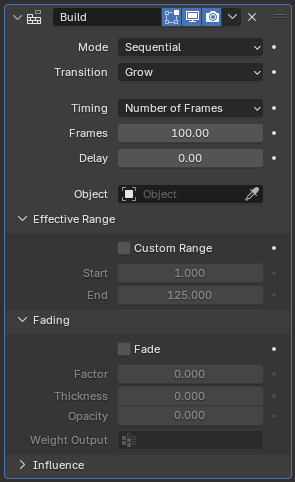 Build
Mode Sequential
Transition Grow
Timing Number of Frames
Frames 100.00
Delay 0.00
Object Object
Effective Range
Custom Range
Start 1.000
End 125.000
Fading
Fade
Factor 0.000
Thickness 0.000
Opacity 0.000
Weight Output
Influence